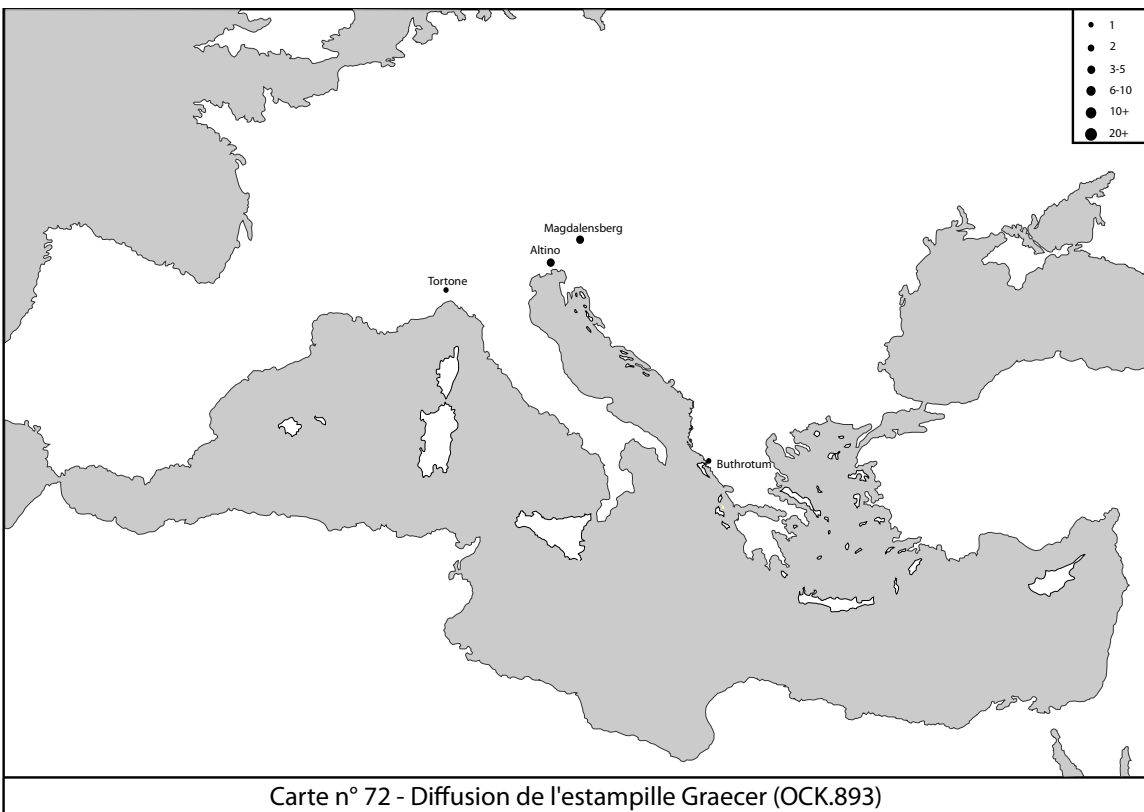 1
2
3-5
6-10
10+
20+
Magdalensberg
Altino
Tortone
Buthrotum
Carte n° 72 - Diffusion de l'estampille Graecer (OCK.893)